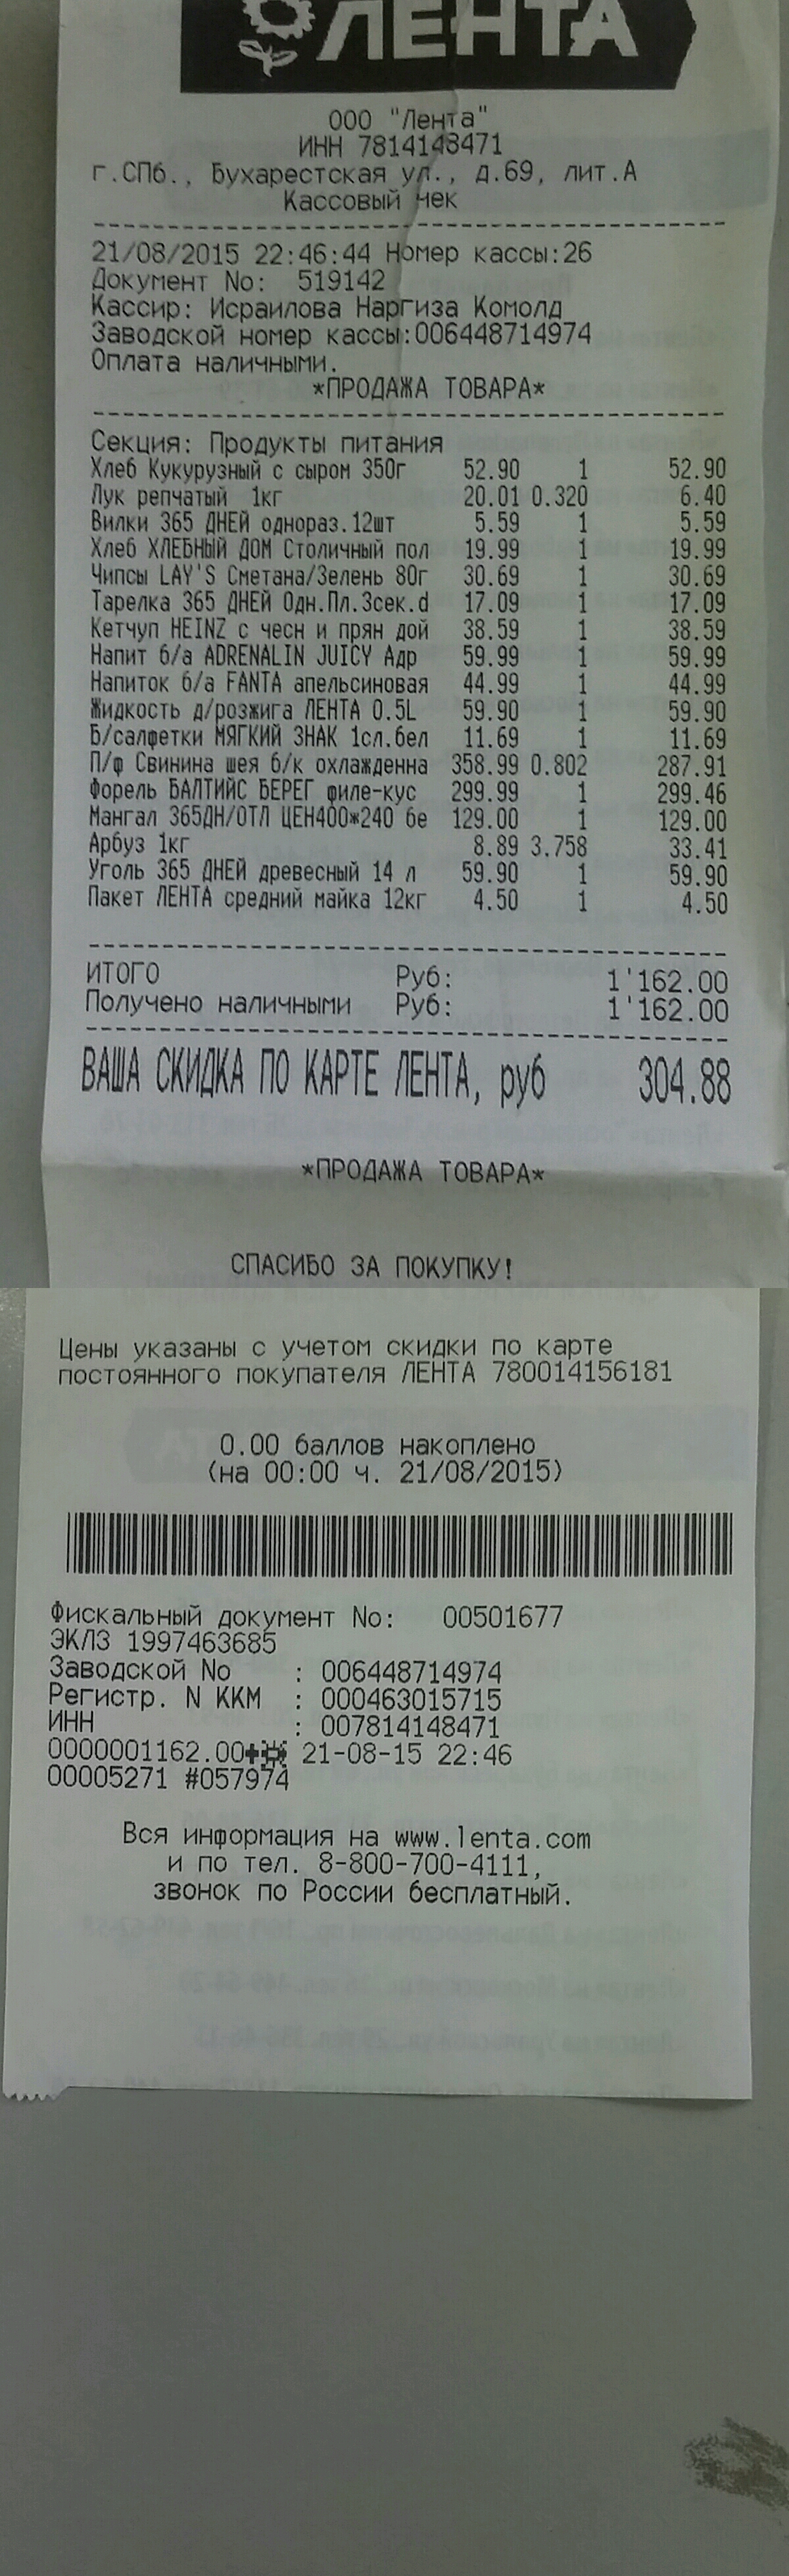 ЛЕНТА
ООО "Лента"
ИНН 7814148471
г.СПб., Бухарестская ул., д.69, лит.А
Кассовый чек
21/08/2015 22:46:44 Номер кассы:26
Документ No: 519142
Кассир: Исраилова Наргиза Комолд
Заводской номер кассы:006448714974
Оплата наличными.
*ПРОДАЖА ТОВАРА*
Секция: Продукты питания
Хлеб Кукурузный с сыром 350г 52.90 1 52.90
Лук репчатый 1кг 20.01 0.320 6.40
Вилки 365 ДНЕЙ однораз.12шт 5.59 1 5.59
Хлеб ХЛЕБНЫЙ ДОМ Столичный пол 19.99 1 19.99
Чипсы LAY'S Сметана/Зелень 80г 30.69 1 30.69
Тарелка 365 ДНЕЙ Одн.Пл.3сек.d 17.09 1 17.09
Кетчуп HEINZ с чесн и прян дой 38.59 1 38.59
Напит б/а ADRENALIN JUICY Адр 59.99 1 59.99
Напиток б/а FANTA апельсиновая 44.99 1 44.99
Жидкость д/розжига ЛЕНТА 0.5L 59.90 1 59.90
Б/салфетки МЯГКИЙ ЗНАК 1сл.бел 11.69 1 11.69
П/ф Свинина шея б/к охлажденна 358.99 0.802 287.91
Форель БАЛТИЙС БЕРЕГ филе-кус 299.99 1 299.46
Мангал 365ДН/ОТЛ ЦЕН400*240 бе 129.00 1 129.00
Арбуз 1кг 8.89 3.758 33.41
Уголь 365 ДНЕЙ древесный 14 л 59.90 1 59.90
Пакет ЛЕНТА средний майка 12кг 4.50 1 4.50
ИТОГО Руб: 1'162.00
Получено наличными Руб: 1'162.00
ВАША СКИДКА ПО КАРТЕ ЛЕНТА, руб 304.88
*ПРОДАЖА ТОВАРА*
СПАСИБО ЗА ПОКУПКУ!
Цены указаны с учетом скидки по карте
постоянного покупателя ЛЕНТА 780014156181
0.00 баллов накоплено
(на 00:00 ч. 21/08/2015)
Фискальный документ No: 00501677
ЭКЛЗ 1997463685
Заводской No : 006448714974
Регистр. N ККМ : 000463015715
ИНН : 007814148471
0000001162.00 21-08-15 22:46
00005271 #057974
Вся информация на www.lenta.com
и по тел. 8-800-700-4111,
звонок по России бесплатный.